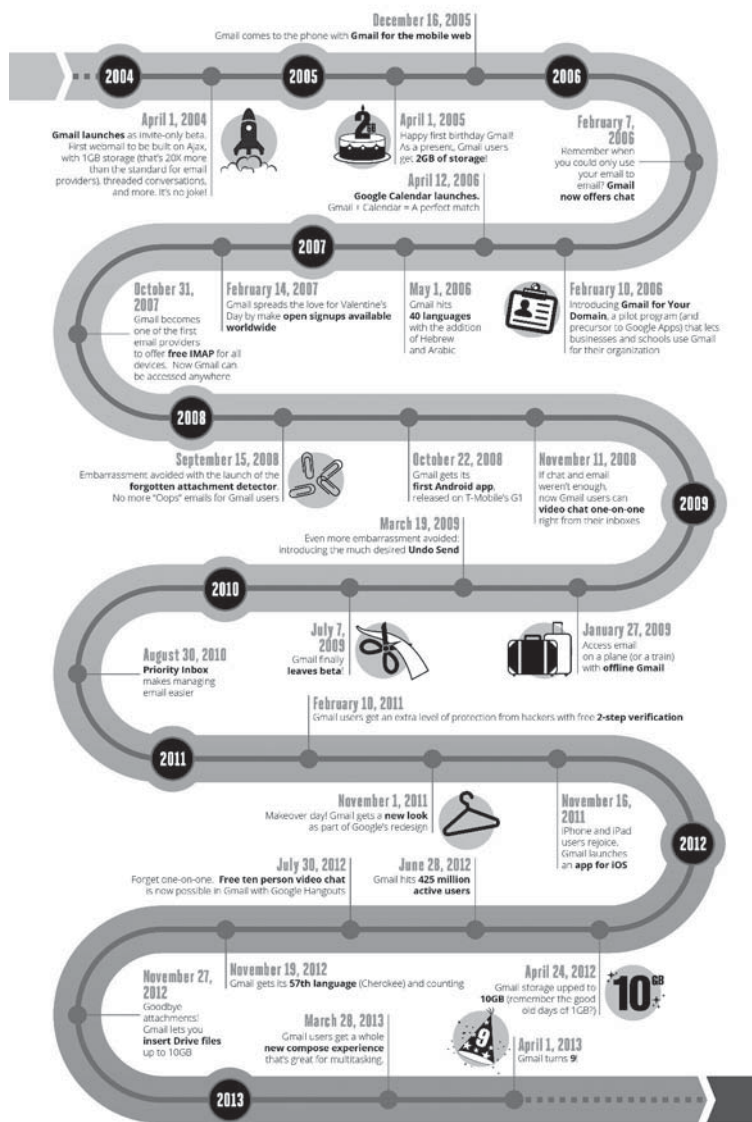 December 16, 2005
Gmail comes to the phone with Gmail for the mobile web
2004
2005
2006
April 1, 2004
Gmail launches as invite-only beta.
First webmail to be built on Ajax,
with 1GB storage (that's 20X more
than the standard for email
providers), threaded conversations,
and more. It's no joke!
2GB
April 1, 2005
Happy first birthday Gmail!
As a present, Gmail users
get 2GB of storage!
February 7,
2006
Remember when
you could only use
your email to
email? Gmail
now offers chat
April 12, 2006
Google Calendar launches.
Gmail + Calendar = A perfect match
2007
February 10, 2006
Introducing Gmail for Your
Domain, a pilot program (and
precursor to Google Apps) that lets
businesses and schools use Gmail
for their organization
May 1, 2006
Gmail hits
40 languages
with the addition
of Hebrew
and Arabic
February 14, 2007
Gmail spreads the love for Valentine's
Day by make open signups available
worldwide
October 31,
2007
Gmail becomes
one of the first
email providers
to offer free IMAP for all
devices. Now Gmail can
be accessed anywhere
2008
September 15, 2008
Embarrassment avoided with the launch of the
forgotten attachment detector.
No more "Oops" emails for Gmail users
October 22, 2008
Gmail gets its
first Android app,
released on T-Mobile's G1
November 11, 2008
If chat and email
weren't enough,
now Gmail users can
video chat one-on-one
right from their inboxes
2009
March 19, 2009
Even more embarrassment avoided:
introducing the much desired Undo Send
2010
January 27, 2009
Access email
on a plane (or a train)
with offline Gmail
July 7,
2009
Gmail finally
leaves beta!
August 30, 2010
Priority Inbox
makes managing
email easier
February 10, 2011
Gmail users get an extra level of protection from hackers with free 2-step verification
2011
November 1, 2011
Makeover day! Gmail gets a new look
as part of Google's redesign
November 16,
2011
iPhone and iPad
users rejoice,
Gmail launches
an app for iOS
2012
July 30, 2012
Forget one-on-one. Free ten person video chat
is now possible in Gmail with Google Hangouts
June 28, 2012
Gmail hits 425 million
active users
April 24, 2012
Gmail storage upped to
10GB (remember the good
old days of 1GB?)
10GB
November 19, 2012
Gmail gets its 57th language (Cherokee) and counting
November 27,
2012
Goodbye
attachments!
Gmail lets you
insert Drive files
up to 10GB
March 28, 2013
Gmail users get a whole
new compose experience
that's great for multitasking.
9
April 1, 2013
Gmail turns 9!
2013